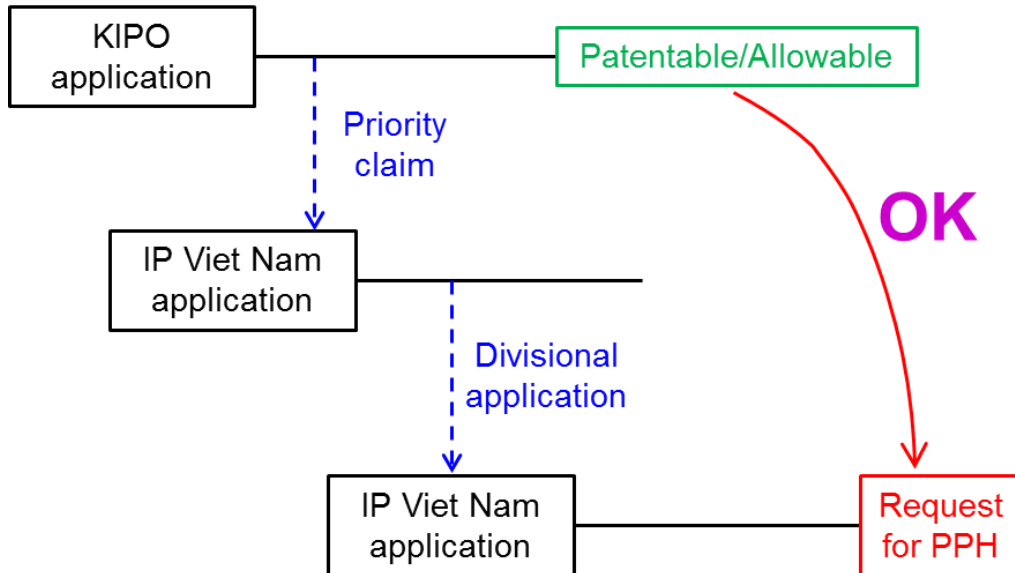 KIPO
application
Patentable/Allowable
Priority
claim
OK
IP Viet Nam
application
Divisional
application
IP Viet Nam
application
Request
for PPH